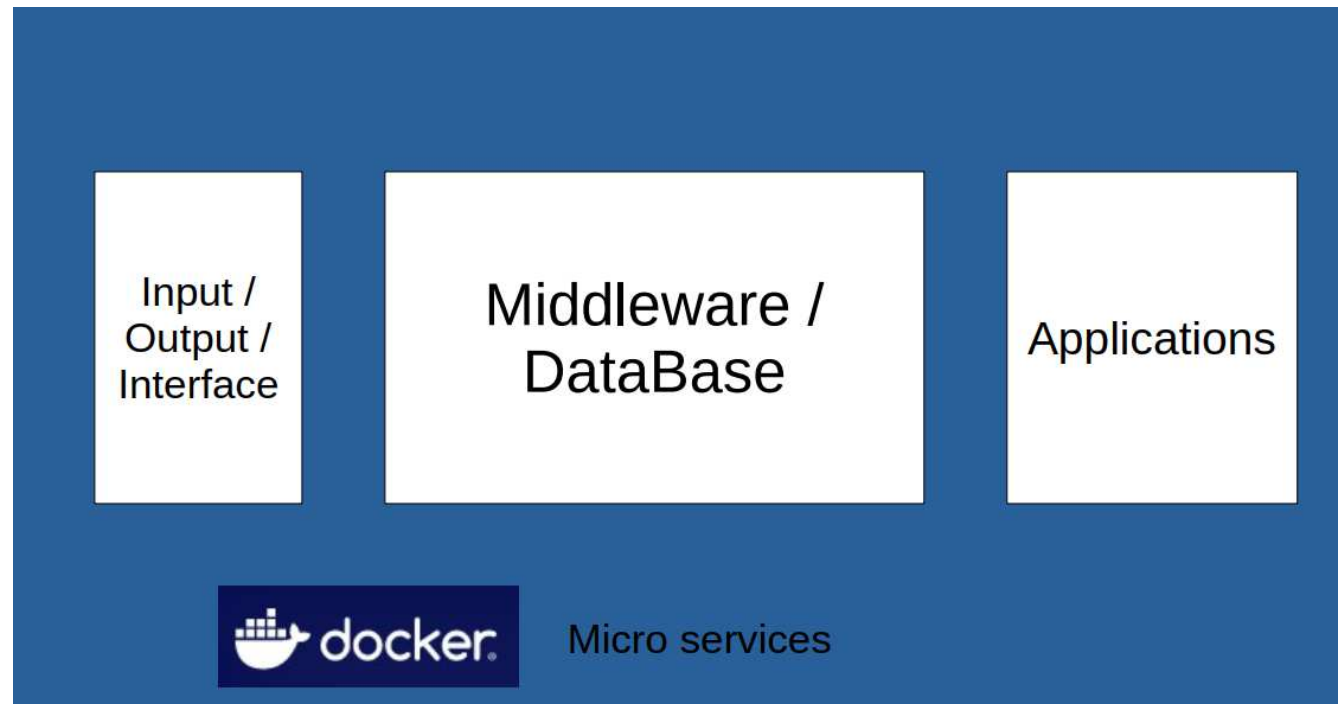 Input /
Output /
Interface
Middleware /
DataBase
Applications
docker®
Micro services